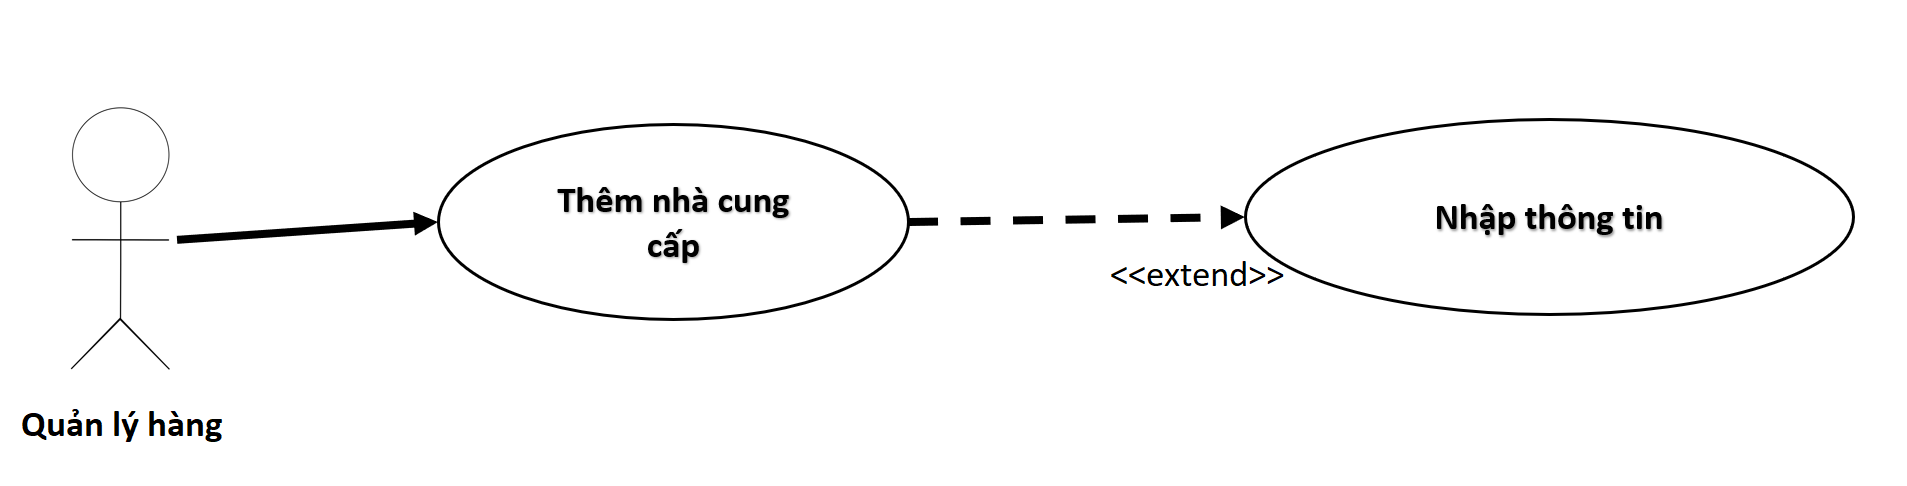 Thêm nhà cung
cấp
Nhập thông tin
<<extend>>
Quản lý hàng